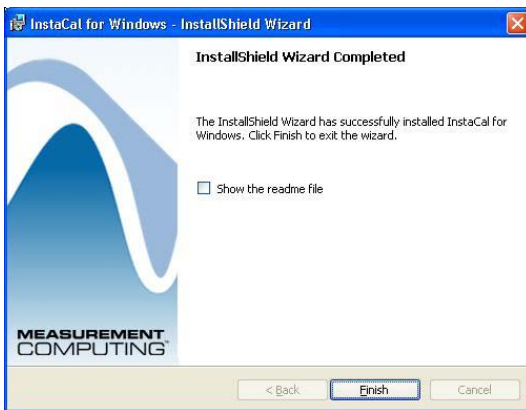 InstaCal for Windows - InstallShield Wizard
InstallShield Wizard Completed
The InstallShield Wizard has successfully installed InstaCal for
Windows. Click Finish to exit the wizard.
Show the readme file
MEASUREMENT
COMPUTING™
< Back
Finish
Cancel